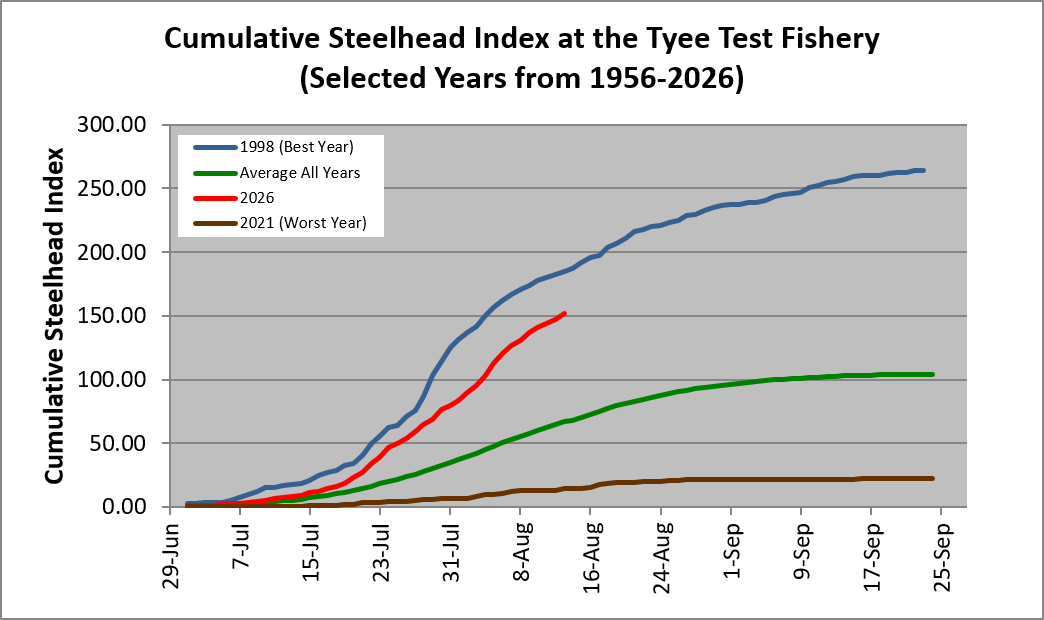 Cumulative Steelhead Index at the Tyee Test Fishery
(Selected Years from 1956-2026)
Cumulative Steelhead Index
300.00
250.00
200.00
150.00
100.00
50.00
0.00
1998 (Best Year)
Average All Years
2026
2021 (Worst Year)
29-Jun
7-Jul
15-Jul
23-Jul
31-Jul
8-Aug
16-Aug
24-Aug
1-Sep
9-Sep
17-Sep
25-Sep